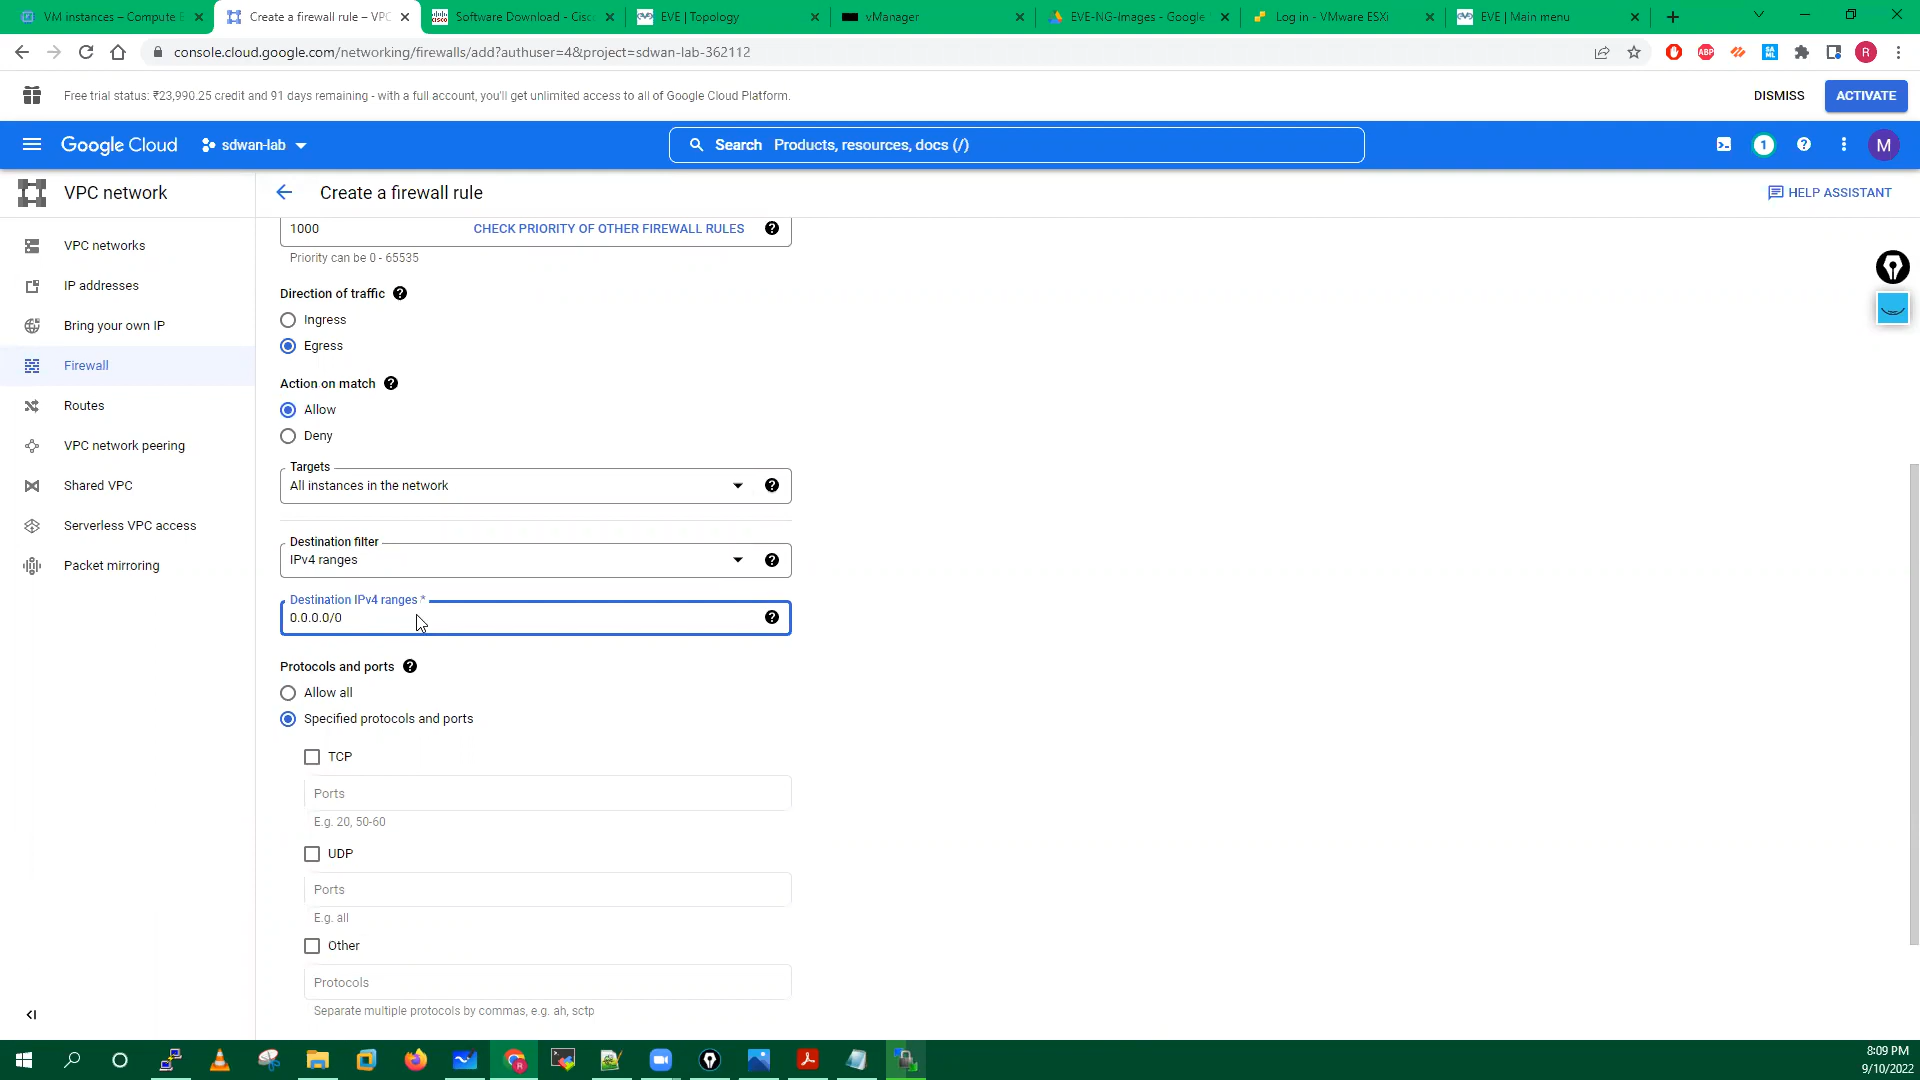 VM instances – Compute E
Create a firewall rule – VPC
Software Download - Cisc
EVE | Topology
vManager
EVE-NG-Images - Google
Log in - VMware ESXi
EVE | Main menu
console.cloud.google.com/networking/firewalls/add?authuser=4&project=sdwan-lab-362112
Free trial status: ₹23,990.25 credit and 91 days remaining - with a full account, you'll get unlimited access to all of Google Cloud Platform.
DISMISS
ACTIVATE
Google Cloud
sdwan-lab
Search Products, resources, docs (/)
1
M
VPC network
Create a firewall rule
HELP ASSISTANT
VPC networks
IP addresses
Bring your own IP
Firewall
Routes
VPC network peering
Shared VPC
Serverless VPC access
Packet mirroring
1000
CHECK PRIORITY OF OTHER FIREWALL RULES
Priority can be 0 - 65535
Direction of traffic
Ingress
Egress
Action on match
Allow
Deny
Targets
All instances in the network
Destination filter
IPv4 ranges
Destination IPv4 ranges *
0.0.0.0/0
Protocols and ports
Allow all
Specified protocols and ports
TCP
Ports
E.g. 20, 50-60
UDP
Ports
E.g. all
Other
Protocols
Separate multiple protocols by commas, e.g. ah, sctp
8:09 PM
9/10/2022